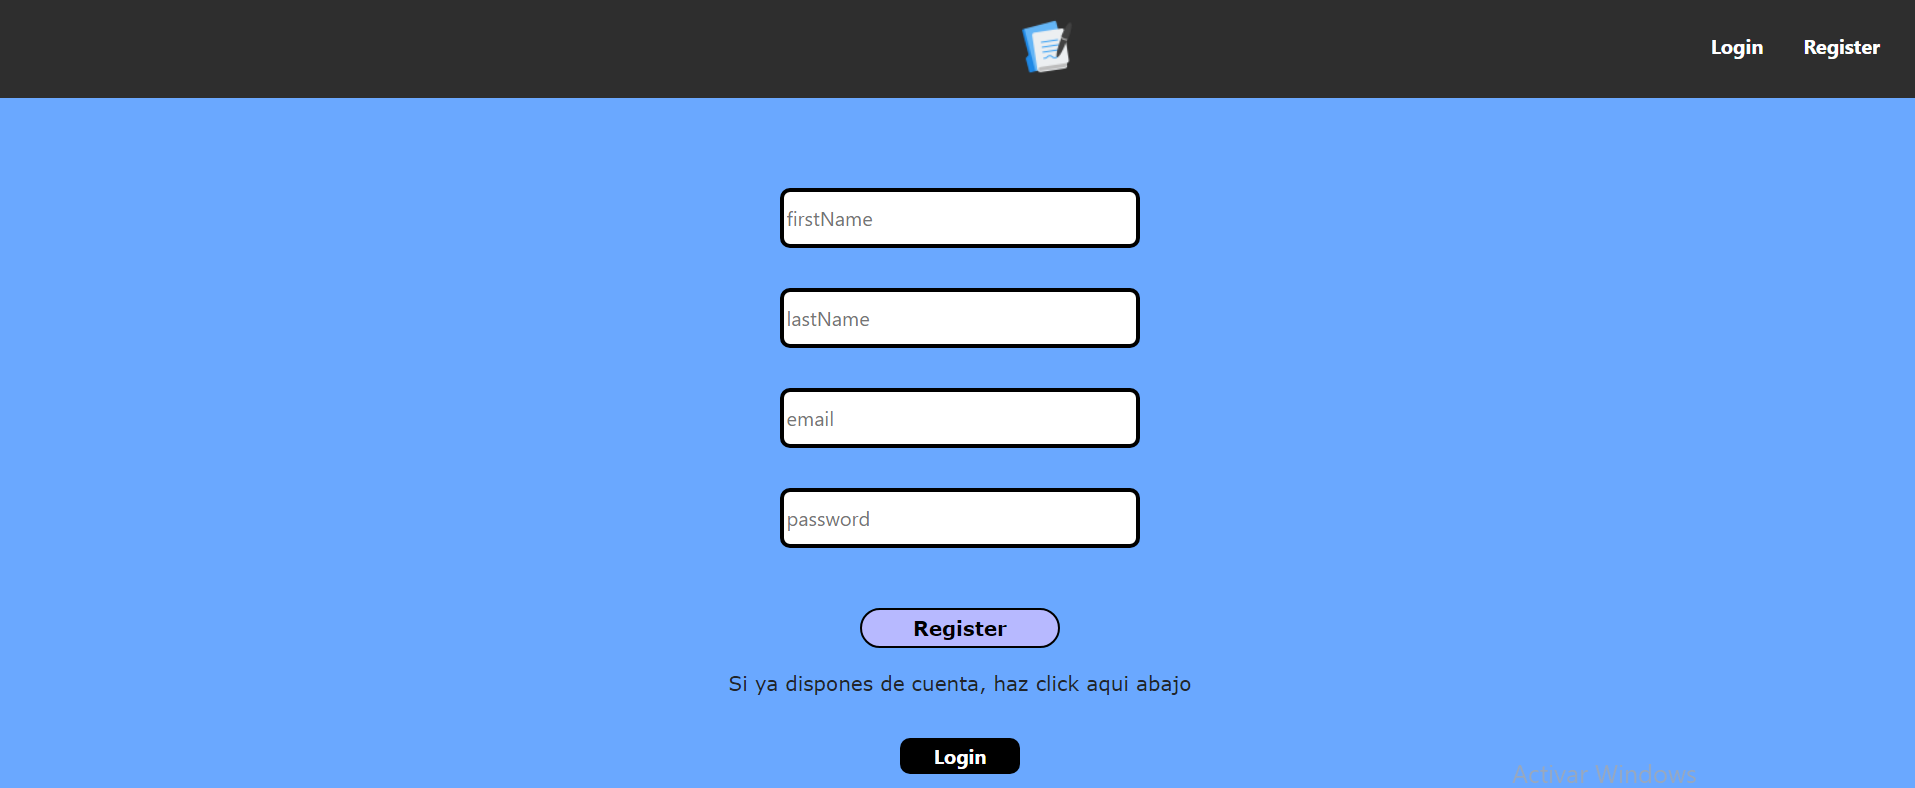 Login Register
firstName
lastName
email
password
Register
Si ya dispones de cuenta, haz click aqui abajo
Login
Activar Windows